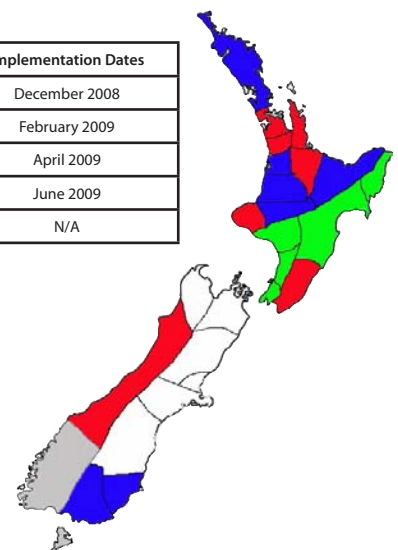 mplementation Dates
December 2008
February 2009
April 2009
June 2009
N/A